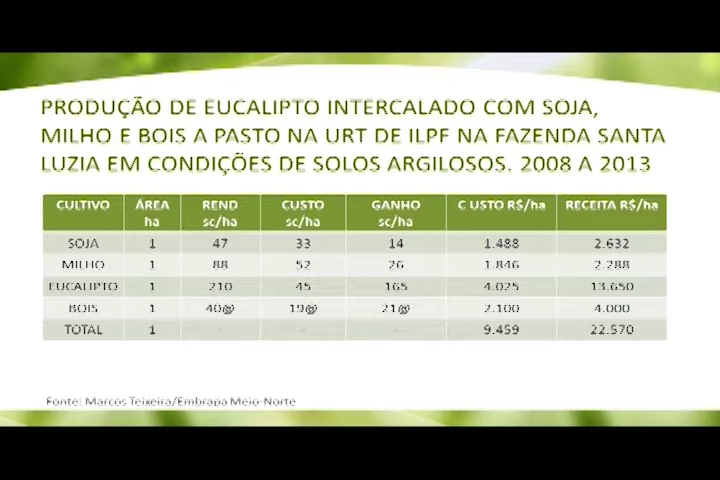 PRODUÇÃO DE EUCALIPTO INTERCALADO COM SOJA,
MILHO E BOIS A PASTO NA URT DE ILPF NA FAZENDA SANTA
LUZIA EM CONDIÇÕES DE SOLOS ARGILOSOS. 2008 A 2013
CULTIVO ÁREA ha REND sc/ha CUSTO sc/ha GANHO sc/ha C USTO R$/ha RECEITA R$/ha
SOJA 1 47 33 14 1.488 2.632
MILHO 1 88 52 26 1.846 2.288
EUCALIPTO 1 210 45 165 4.025 13.650
BOIS 1 40@ 19@ 21@ 2.100 4.000
TOTAL 1 - - - 9.459 22.570
Fonte: Marcos Teixeira/Embrapa Meio-Norte